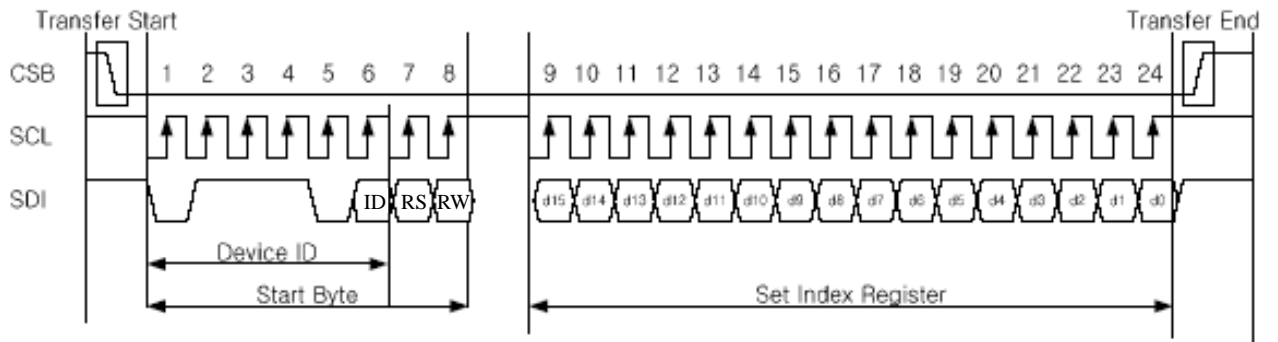 Transfer Start Transfer End
CSB 1 2 3 4 5 6 7 8 9 10 11 12 13 14 15 16 17 18 19 20 21 22 23 24
SCL
SDI ID RS RW d15 d14 d13 d12 d11 d10 d9 d8 d7 d6 d5 d4 d3 d2 d1 d0
Device ID
Start Byte Set Index Register